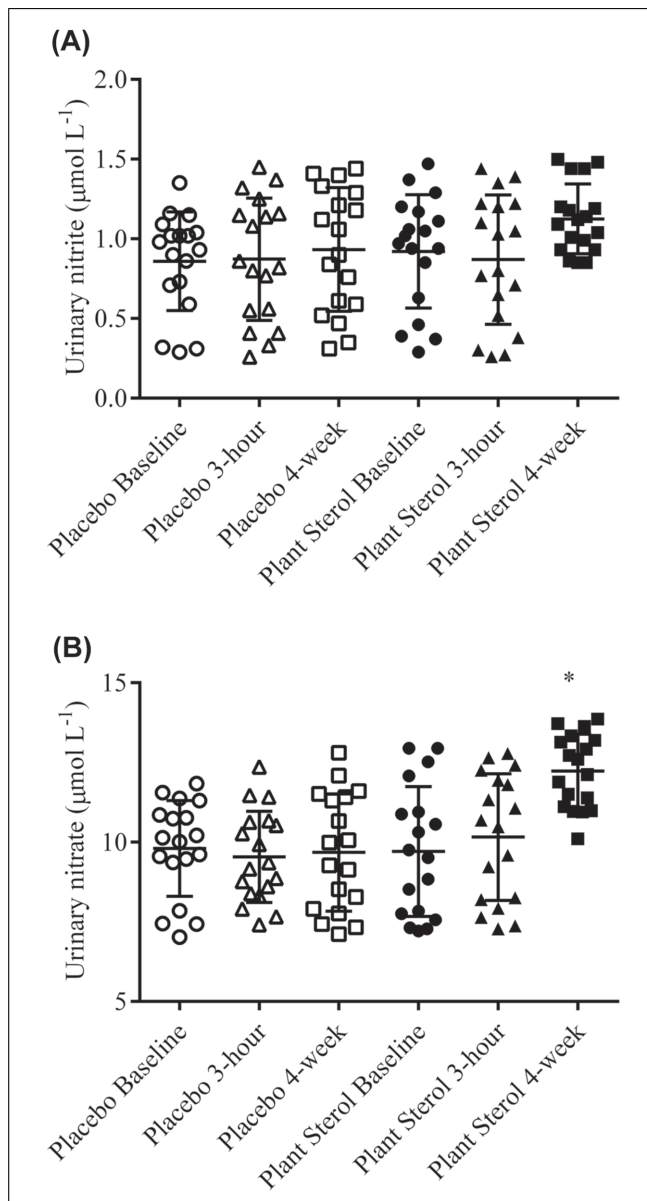 (A)
Urinary nitrite (μmol L⁻¹)
2.0
1.5
1.0
0.5
0.0
Placebo Baseline
Placebo 3-hour
Placebo 4-week
Plant Sterol Baseline
Plant Sterol 3-hour
Plant Sterol 4-week
(B)
Urinary nitrate (μmol L⁻¹)
15
10
5
*
Placebo Baseline
Placebo 3-hour
Placebo 4-week
Plant Sterol Baseline
Plant Sterol 3-hour
Plant Sterol 4-week